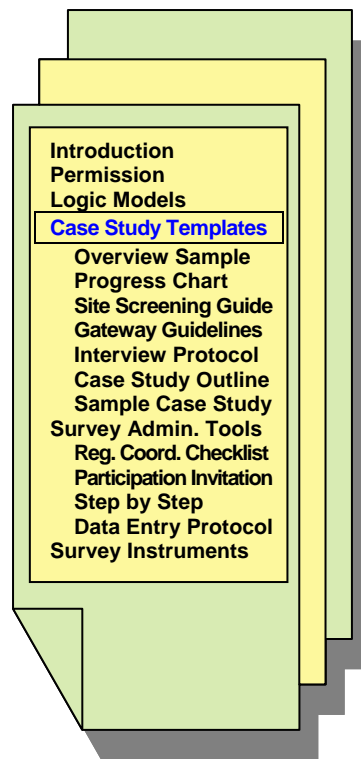 Introduction
Permission
Logic Models
Case Study Templates
Overview Sample
Progress Chart
Site Screening Guide
Gateway Guidelines
Interview Protocol
Case Study Outline
Sample Case Study
Survey Admin. Tools
Reg. Coord. Checklist
Participation Invitation
Step by Step
Data Entry Protocol
Survey Instruments